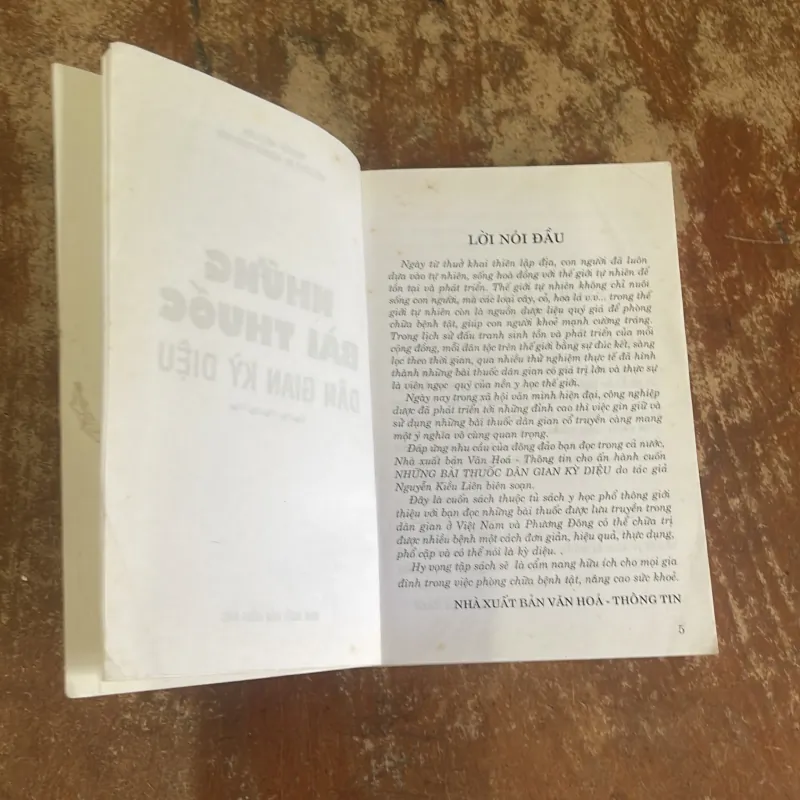 NHỮNG
BÀI THUỐC
DÂN GIAN KỲ DIỆU
LỜI NÓI ĐẦU
Ngày từ thuở khai thiên lập địa, con người đã luôn
dựa vào tự nhiên, sống hoà đồng với thế giới tự nhiên để
tồn tại và phát triển. Thế giới tự nhiên không chỉ nuôi
sống con người, mà các loại cây, cỏ, hoa lá v.v... trong thế
giới tự nhiên còn là nguồn dược liệu quý giá để phòng
chữa bệnh tật, giúp con người khoẻ mạnh cường tráng.
Trong lịch sử đấu tranh sinh tồn và phát triển của mỗi
cộng đồng, mỗi dân tộc trên thế giới bằng sự đúc kết, sàng
lọc theo thời gian, qua nhiều thử nghiệm thực tế đã hình
thành những bài thuốc dân gian có giá trị lớn và thực sự
là viên ngọc quý của nền y học thế giới.
Ngày nay trong xã hội văn minh hiện đại, công nghiệp
dược đã phát triển tới những đỉnh cao thì việc gìn giữ và
sử dụng những bài thuốc dân gian cổ truyền càng mang
một ý nghĩa vô cùng quan trọng.
Đáp ứng nhu cầu của đông đảo bạn đọc trong cả nước,
Nhà xuất bản Văn Hoá - Thông tin cho ấn hành cuốn
NHỮNG BÀI THUỐC DÂN GIAN KỲ DIỆU do tác giả
Nguyễn Kiều Liên biên soạn.
Đây là cuốn sách thuộc tủ sách y học phổ thông giới
thiệu với bạn đọc những bài thuốc được lưu truyền trong
dân gian ở Việt Nam và Phương Đông có thể chữa trị
được nhiều bệnh một cách đơn giản, hiệu quả, thực dụng,
phổ cập và có thể nói là kỳ diệu. .
Hy vọng tập sách sẽ là cẩm nang hữu ích cho mọi gia
đình trong việc phòng chữa bệnh tật, nâng cao sức khoẻ.
NHÀ XUẤT BẢN VĂN HOÁ - THÔNG TIN
5